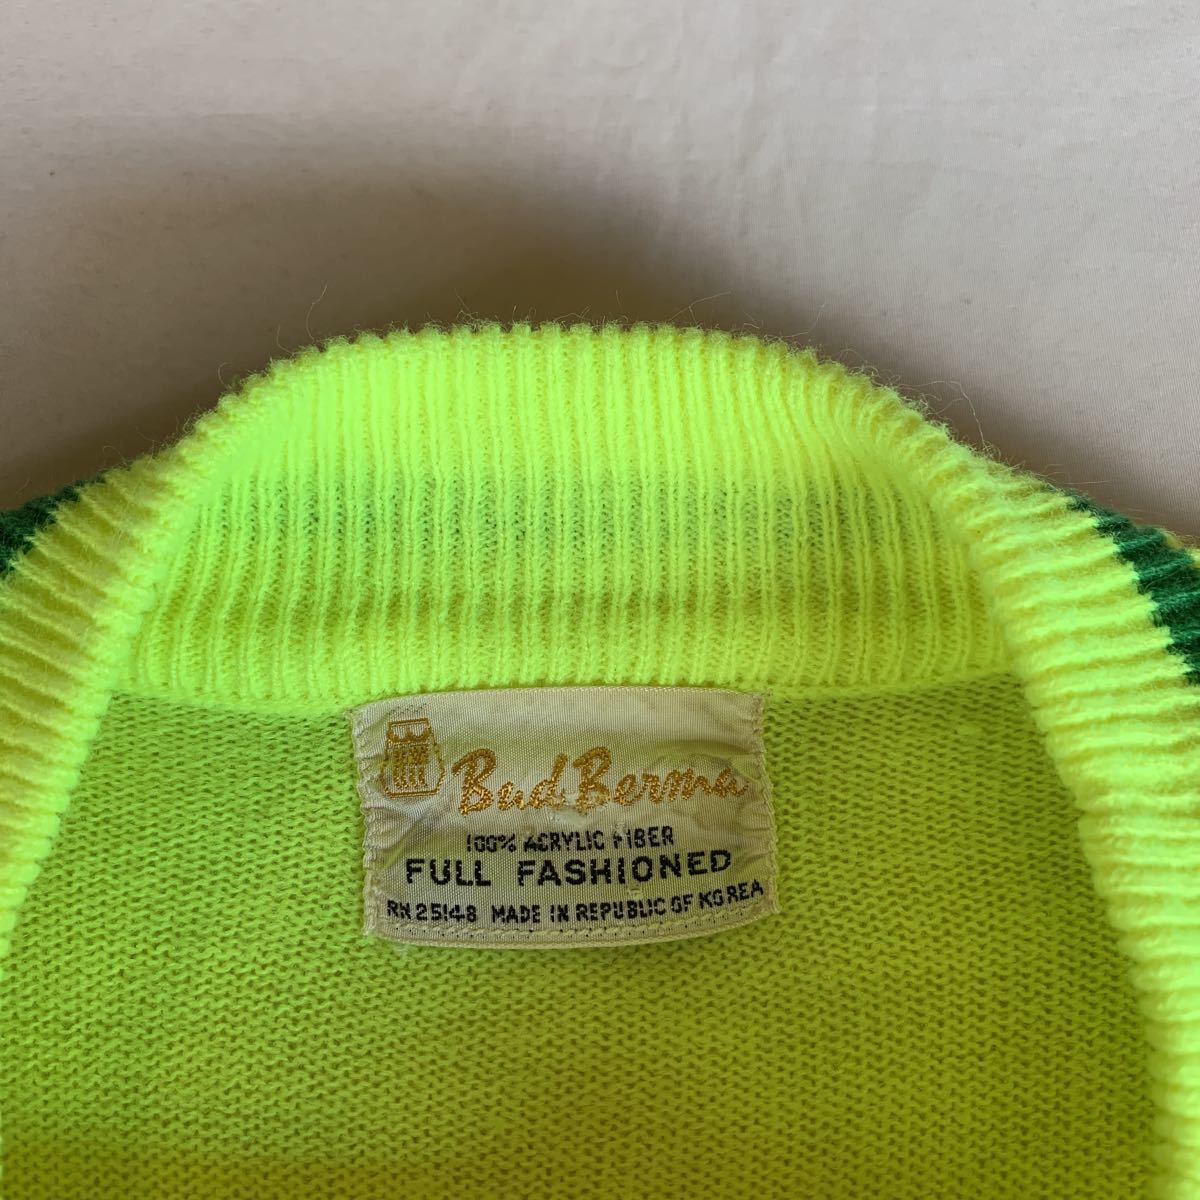 Bud Berma
100% ACRYLIC FIBER
FULL FASHIONED
RN 25148 MADE IN REPUBLIC OF KOREA